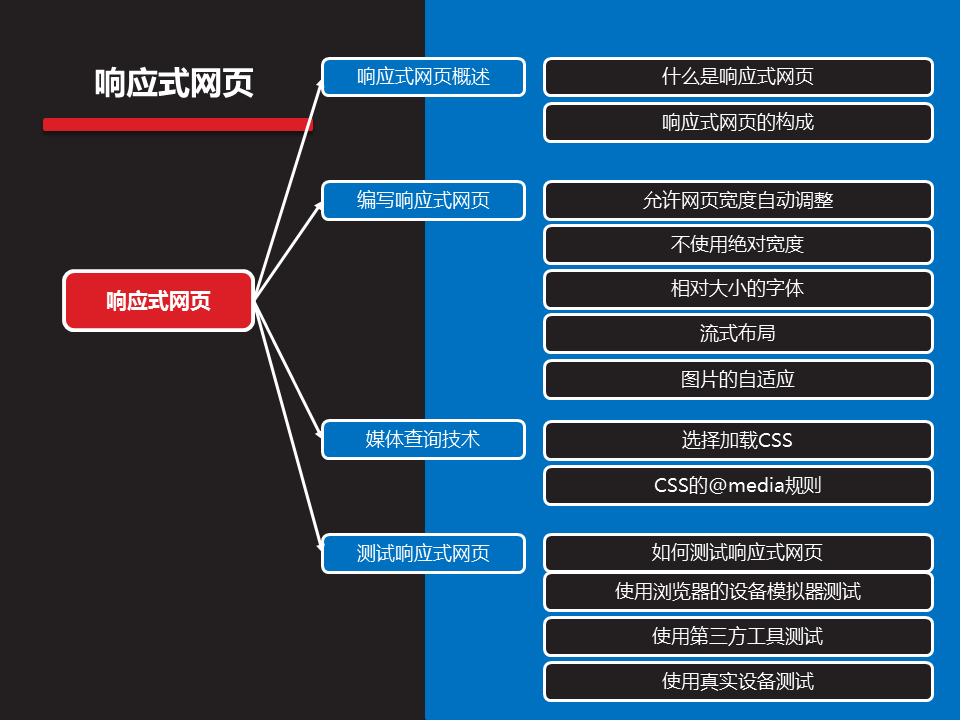 响应式网页
响应式网页
响应式网页概述
什么是响应式网页
响应式网页的构成
编写响应式网页
允许网页宽度自动调整
不使用绝对宽度
相对大小的字体
流式布局
图片的自适应
媒体查询技术
选择加载CSS
CSS的@media规则
测试响应式网页
如何测试响应式网页
使用浏览器的设备模拟器测试
使用第三方工具测试
使用真实设备测试